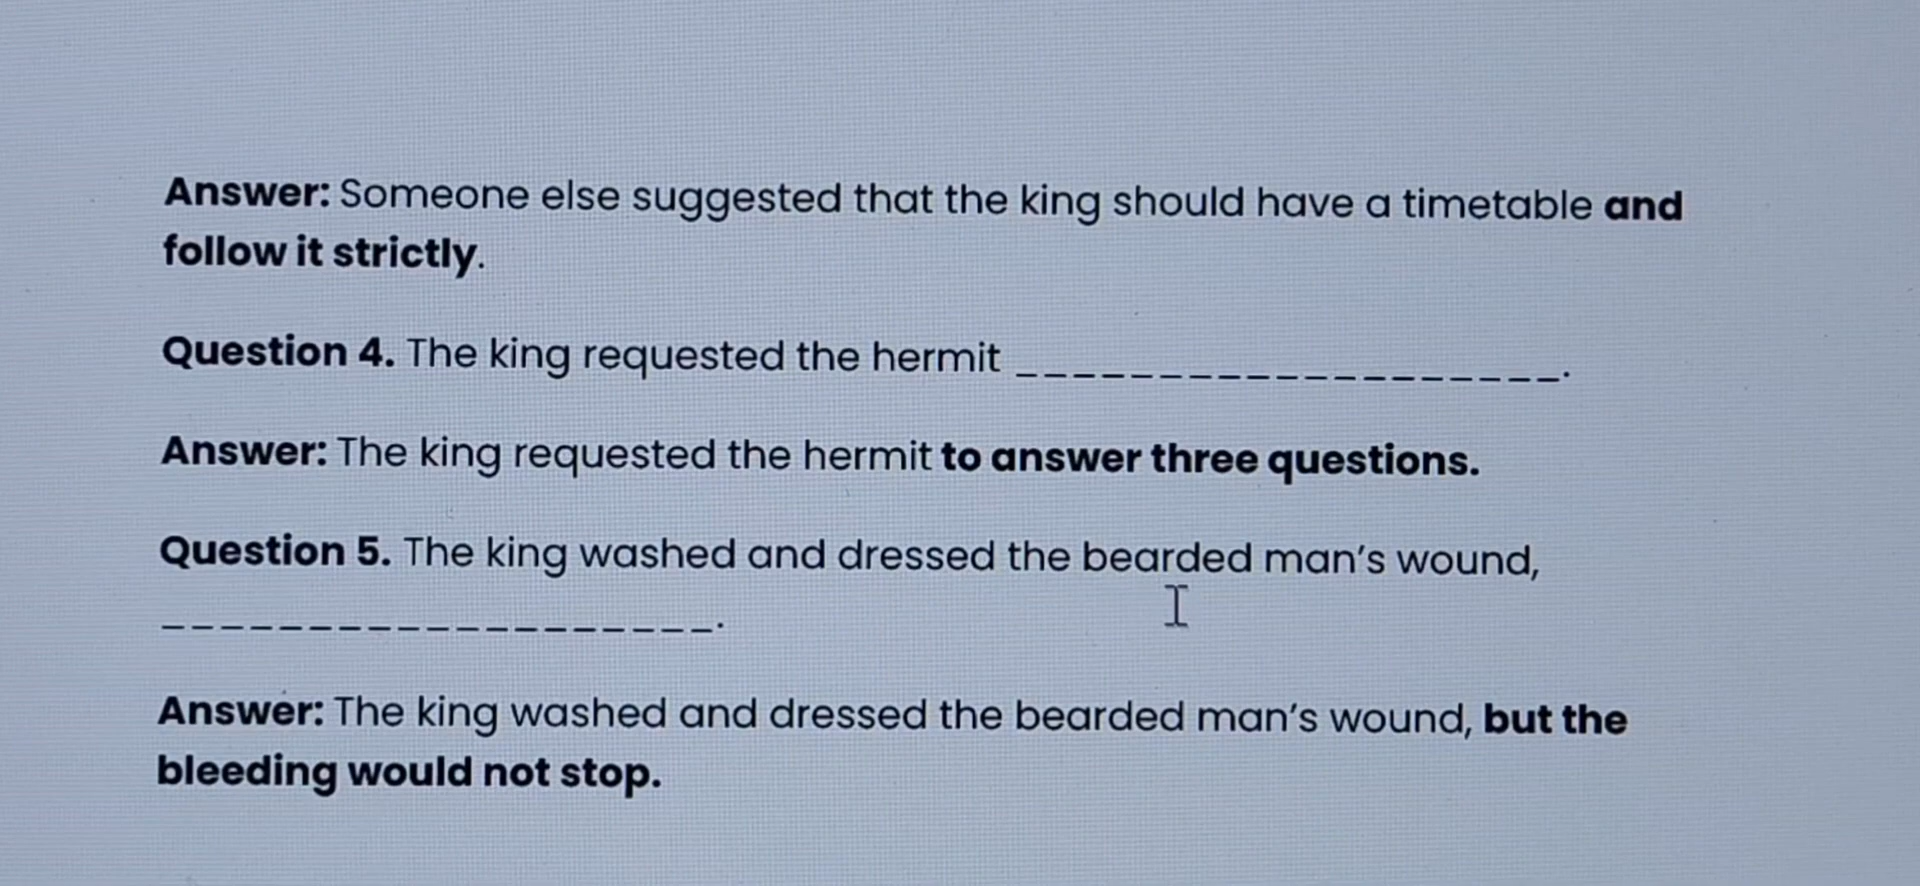 Answer: Someone else suggested that the king should have a timetable and
follow it strictly.
Question 4. The king requested the hermit ___________________.
Answer: The king requested the hermit to answer three questions.
Question 5. The king washed and dressed the bearded man's wound,
___________________.
Answer: The king washed and dressed the bearded man's wound, but the
bleeding would not stop.